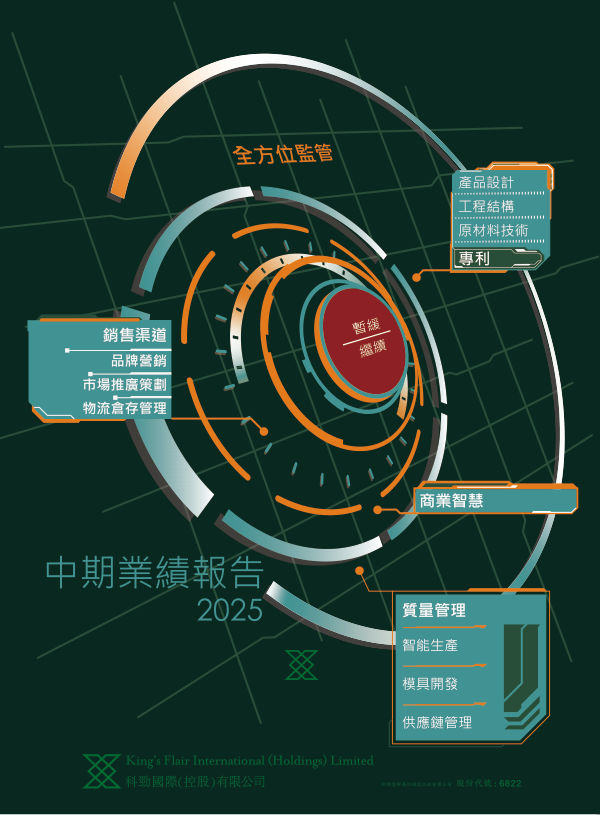 全方位監管
產品設計
工程結構
原材料技術
專利
暫緩
繼續
銷售渠道
品牌營銷
市場推廣策劃
物流倉存管理
商業智慧
中期業績報告
2025
質量管理
智能生產
模具開發
供應鏈管理
King's Flair International (Holdings) Limited
科勁國際(控股)有限公司
股份代號 : 6822